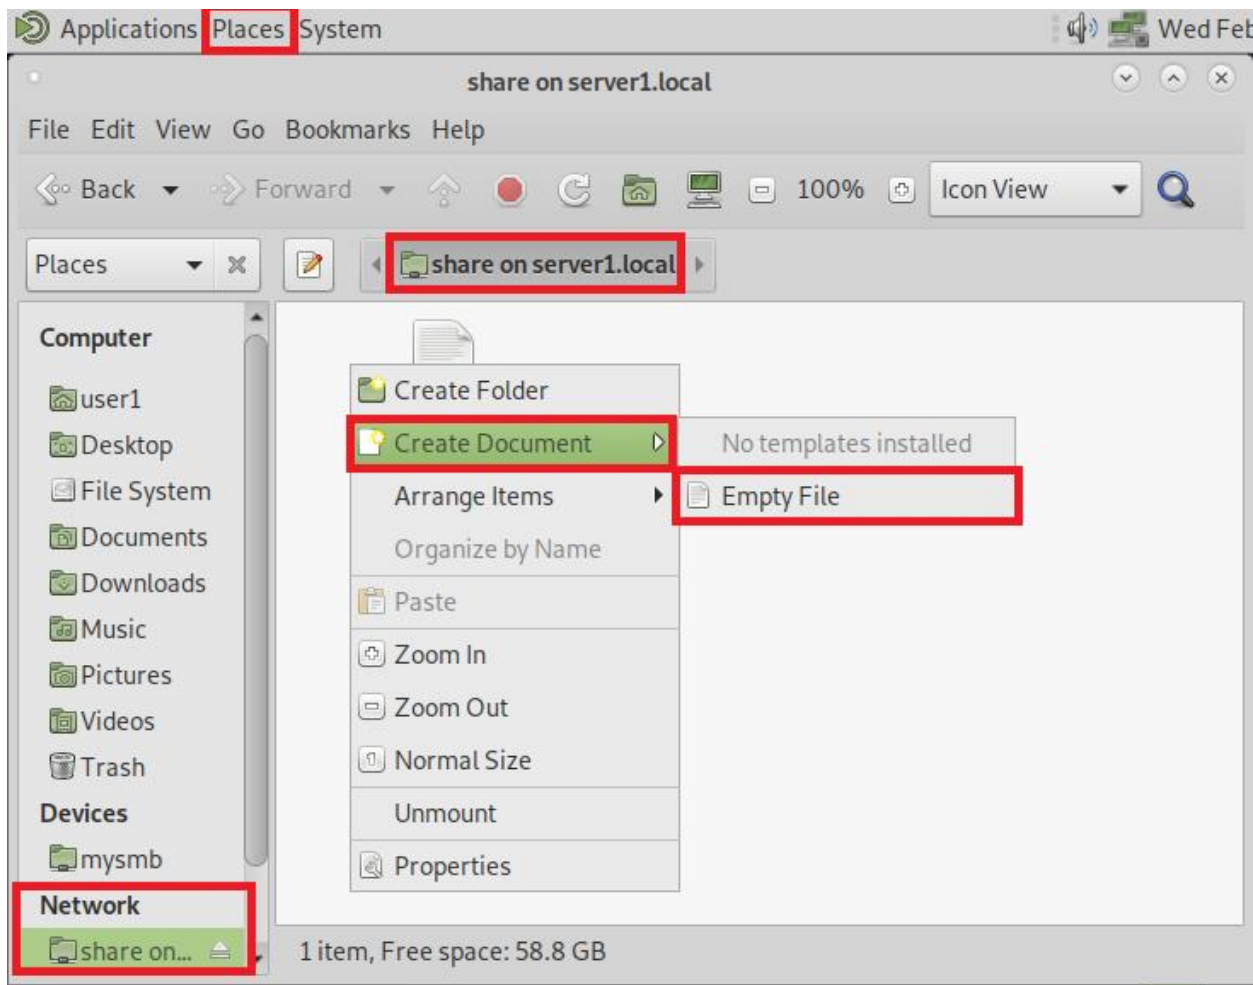 Applications Places System Wed Feb
share on server1.local
File Edit View Go Bookmarks Help
Back Forward 100% Icon View
Places share on server1.local
Computer
user1
Desktop
File System
Documents
Downloads
Music
Pictures
Videos
Trash
Devices
mysmb
Network
share on...
Create Folder
Create Document
Arrange Items
Organize by Name
Paste
Zoom In
Zoom Out
Normal Size
Unmount
Properties
No templates installed
Empty File
1 item, Free space: 58.8 GB